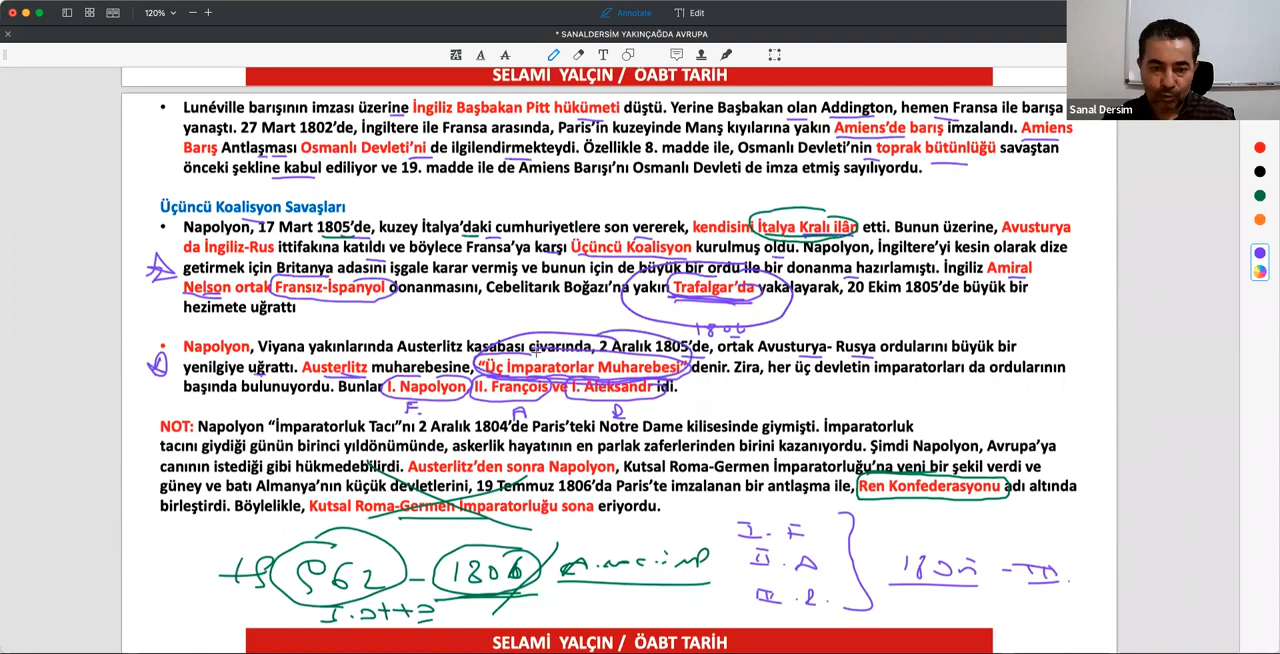 120%
Annotate
Edit
* SANALDERSİM YAKINÇAĞDA AVRUPA
SELAMİ YALÇIN / ÖABT TARİH
Sanal Dersim
• Lunéville barışının imzası üzerine İngiliz Başbakan Pitt hükümeti düştü. Yerine Başbakan olan Addington, hemen Fransa ile barışa
yanaştı. 27 Mart 1802'de, İngiltere ile Fransa arasında, Paris'in kuzeyinde Manş kıyılarına yakın Amiens'de barış imzalandı. Amiens
Barış Antlaşması Osmanlı Devleti'ni de ilgilendirmekteydi. Özellikle 8. madde ile, Osmanlı Devleti'nin toprak bütünlüğü savaştan
önceki şekline kabul ediliyor ve 19. madde ile de Amiens Barışı'nı Osmanlı Devleti de imza etmiş sayılıyordu.
Üçüncü Koalisyon Savaşları
• Napolyon, 17 Mart 1805'de, kuzey İtalya'daki cumhuriyetlere son vererek, kendisini İtalya Kralı ilân etti. Bunun üzerine, Avusturya
da İngiliz-Rus ittifakına katıldı ve böylece Fransa'ya karşı Üçüncü Koalisyon kurulmuş oldu. Napolyon, İngiltere'yi kesin olarak dize
getirmek için Britanya adasını işgale karar vermiş ve bunun için de büyük bir ordu ile bir donanma hazırlamıştı. İngiliz Amiral
Nelson ortak Fransız-İspanyol donanmasını, Cebelitarık Boğazı'na yakın Trafalgar'da yakalayarak, 20 Ekim 1805'de büyük bir
hezimete uğrattı
• Napolyon, Viyana yakınlarında Austerlitz kasabası civarında, 2 Aralık 1805'de, ortak Avusturya- Rusya ordularını büyük bir
yenilgiye uğrattı. Austerlitz muharebesine, “Üç İmparatorlar Muharebesi” denir. Zira, her üç devletin imparatorları da ordularının
başında bulunuyordu. Bunlar I. Napolyon, II. François ve I. Aleksandr idi.
F. A R
NOT: Napolyon “İmparatorluk Tacı”nı 2 Aralık 1804'de Paris'teki Notre Dame kilisesinde giymişti. İmparatorluk
tacını giydiği günün birinci yıldönümünde, askerlik hayatının en parlak zaferlerinden birini kazanıyordu. Şimdi Napolyon, Avrupa'ya
canının istediği gibi hükmedebilirdi. Austerlitz'den sonra Napolyon, Kutsal Roma-Germen İmparatorluğu'na yeni bir şekil verdi ve
güney ve batı Almanya'nın küçük devletlerini, 19 Temmuz 1806'da Paris'te imzalanan bir antlaşma ile, Ren Konfederasyonu adı altında
birleştirdi. Böylelikle, Kutsal Roma-Germen İmparatorluğu sona eriyordu.
I. F
II. A
962 - 1806
I. otto
SELAMİ YALÇIN / ÖABT TARİH